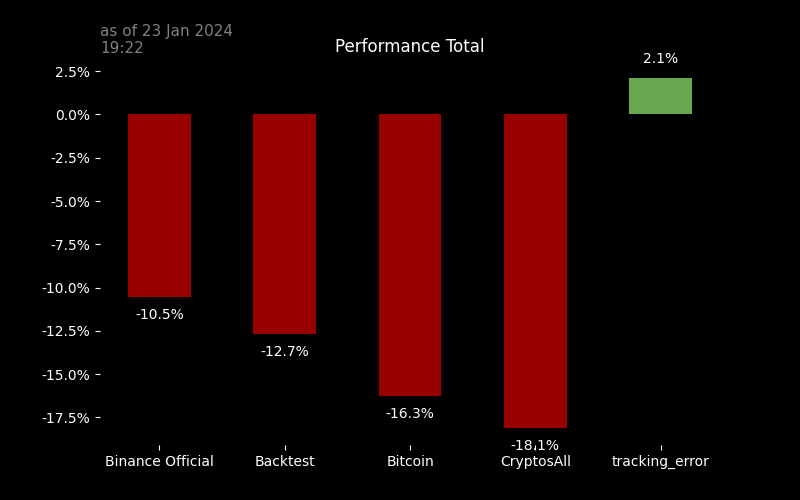 as of 23 Jan 2024
19:22
Performance Total
2.1%
2.5%
0.0%
-2.5%
-5.0%
-7.5%
-10.0%
-12.5%
-15.0%
-17.5%
-10.5%
-12.7%
-16.3%
-18.1%
Binance Official
Backtest
Bitcoin
CryptosAll
tracking_error